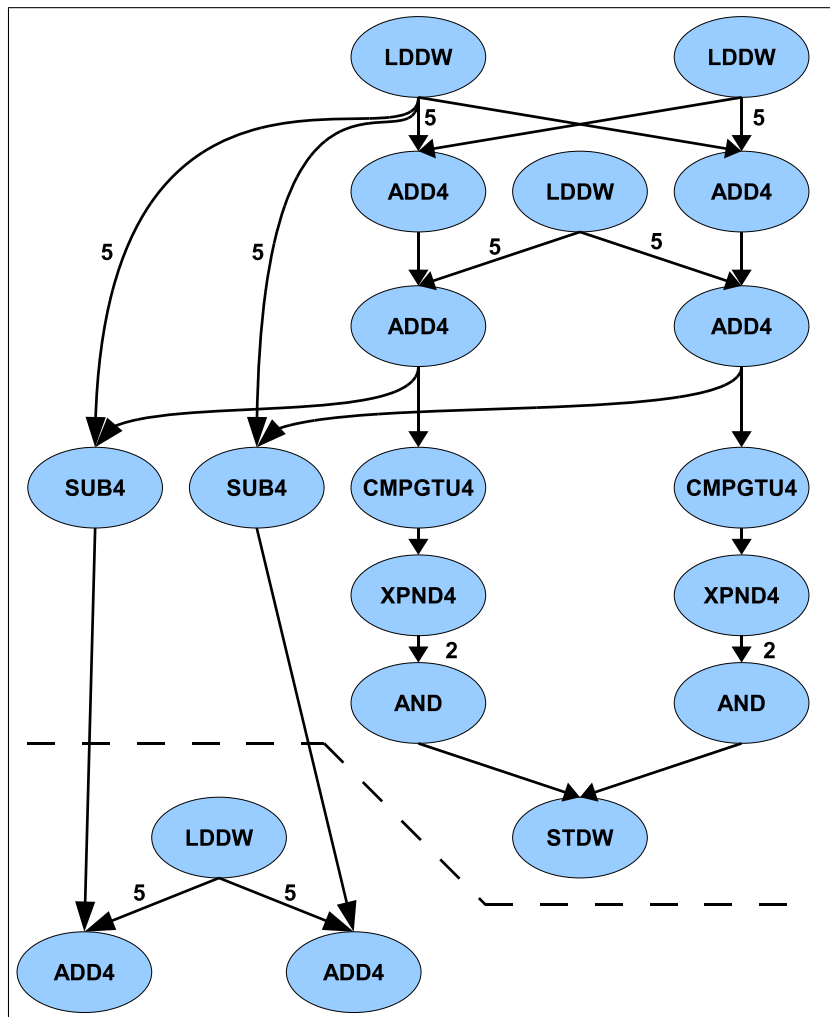 LDDW LDDW
5 5
ADD4 LDDW ADD4
5 5 5 5
ADD4 ADD4
SUB4 SUB4 CMPGTU4 CMPGTU4
XPND4 XPND4
2 2
AND AND
LDDW STDW
5 5
ADD4 ADD4